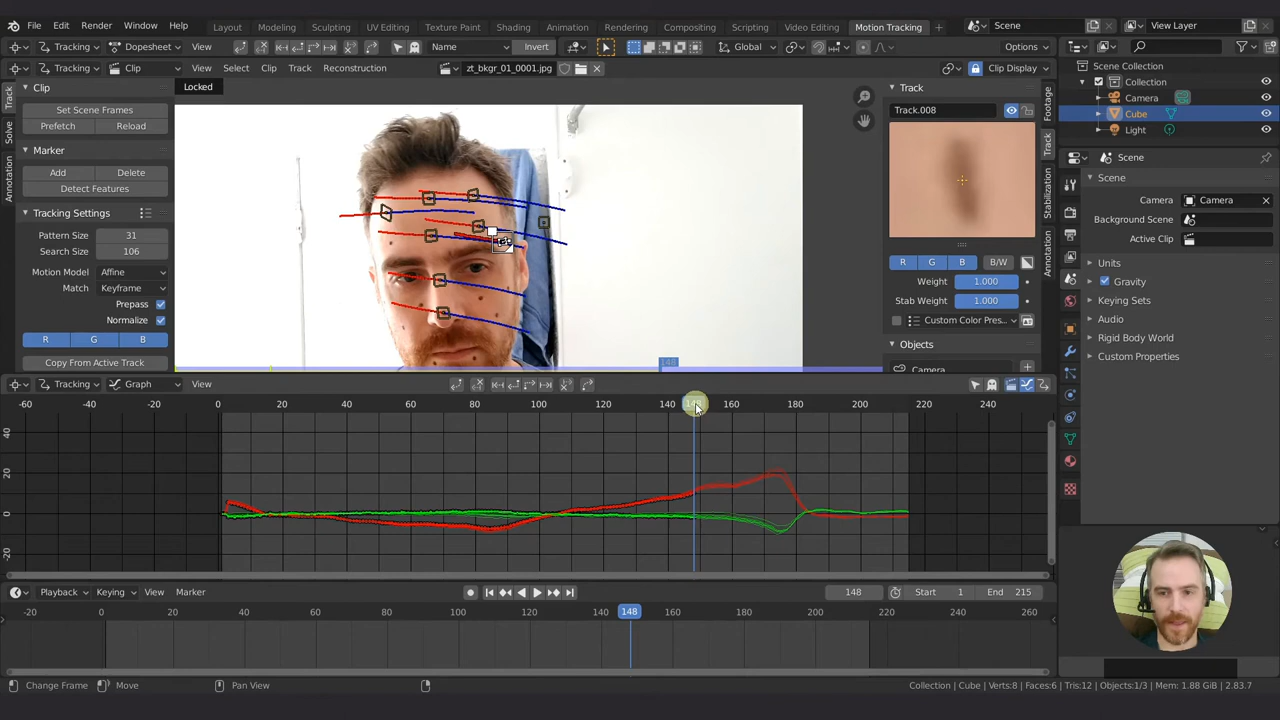 File Edit Render Window Help Layout Modeling Sculpting UV Editing Texture Paint Shading Animation Rendering Compositing Video Editing Motion Tracking + Scene View Layer
Tracking Dopesheet View Name Invert Global Options
Tracking Clip View Select Clip Track Reconstruction zt_bkgr_01_0001.jpg Clip Display
Scene Collection
Collection
Camera
Cube
Light
Track
Solve
Annotation
Clip
Set Scene Frames
Prefetch Reload
Marker
Add Delete
Detect Features
Tracking Settings
Pattern Size 31
Search Size 106
Motion Model Affine
Match Keyframe
Prepass
Normalize
R G B
Copy From Active Track
Locked
148
Track
Track.008
R G B B/W
Weight 1.000
Stab Weight 1.000
Custom Color Pres...
Objects
Camera
Footage
Track
Stabilization
Annotation
Scene
Scene
Camera Camera
Background Scene
Active Clip
Units
Gravity
Keying Sets
Audio
Rigid Body World
Custom Properties
Tracking Graph View
-60 -40 -20 0 20 40 60 80 100 120 140 148 160 180 200 220 240
40
20
0
-20
Playback Keying View Marker 148 Start 1 End 215
-20 0 20 40 60 80 100 120 140 148 160 180 200 220 240 260
Change Frame Move Pan View Collection | Cube | Verts:8 | Faces:6 | Tris:12 | Objects:1/3 | Mem: 1.88 GiB | 2.83.7